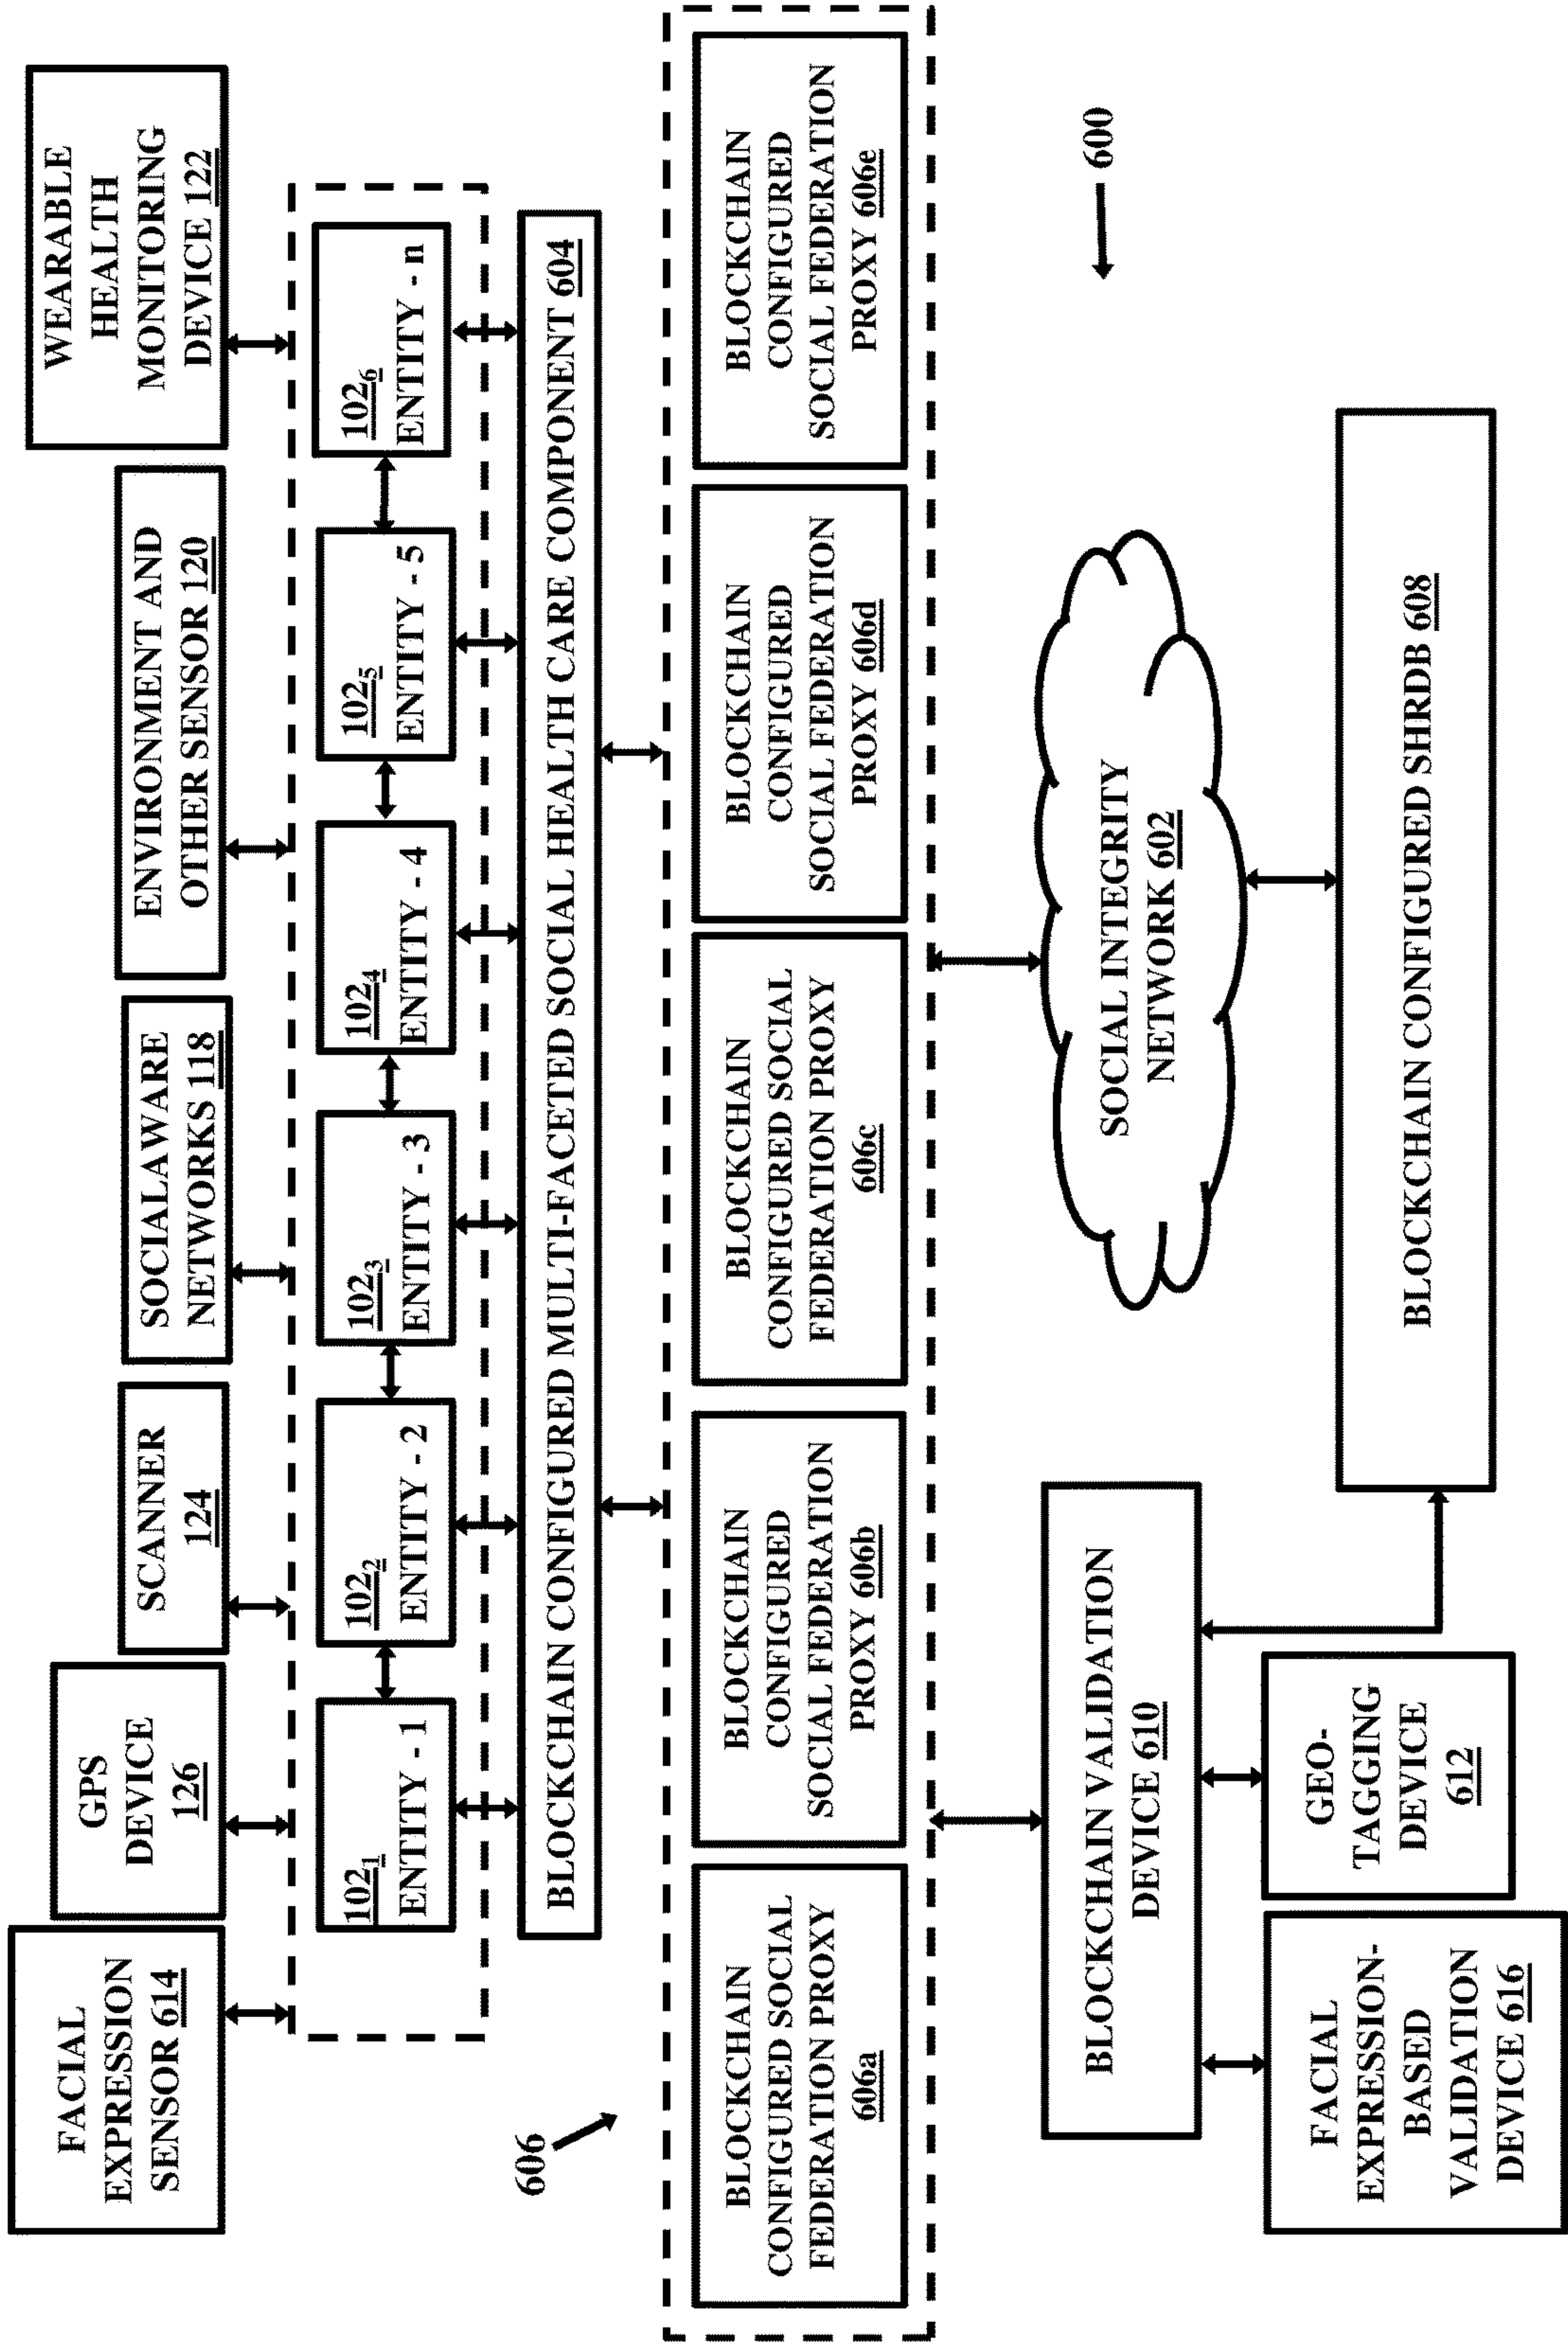 FACIAL
EXPRESSION
SENSOR 614
GPS
DEVICE
126
SCANNER
124
SOCIALAWARE
NETWORKS 118
ENVIRONMENT AND
OTHER SENSOR 120
WEARABLE
HEALTH
MONITORING
DEVICE 122
102₁
ENTITY - 1
102₂
ENTITY - 2
102₃
ENTITY - 3
102₄
ENTITY - 4
102₅
ENTITY - 5
102₆
ENTITY - n
BLOCKCHAIN CONFIGURED MULTI-FACETED SOCIAL HEALTH CARE COMPONENT 604
606
BLOCKCHAIN
CONFIGURED SOCIAL
FEDERATION PROXY
606a
BLOCKCHAIN
CONFIGURED
SOCIAL FEDERATION
PROXY 606b
BLOCKCHAIN
CONFIGURED SOCIAL
FEDERATION PROXY
606c
BLOCKCHAIN
CONFIGURED
SOCIAL FEDERATION
PROXY 606d
BLOCKCHAIN
CONFIGURED
SOCIAL FEDERATION
PROXY 606e
BLOCKCHAIN VALIDATION
DEVICE 610
SOCIAL INTEGRITY
NETWORK 602
600
FACIAL
EXPRESSION-
BASED
VALIDATION
DEVICE 616
GEO-
TAGGING
DEVICE
612
BLOCKCHAIN CONFIGURED SHRDB 608